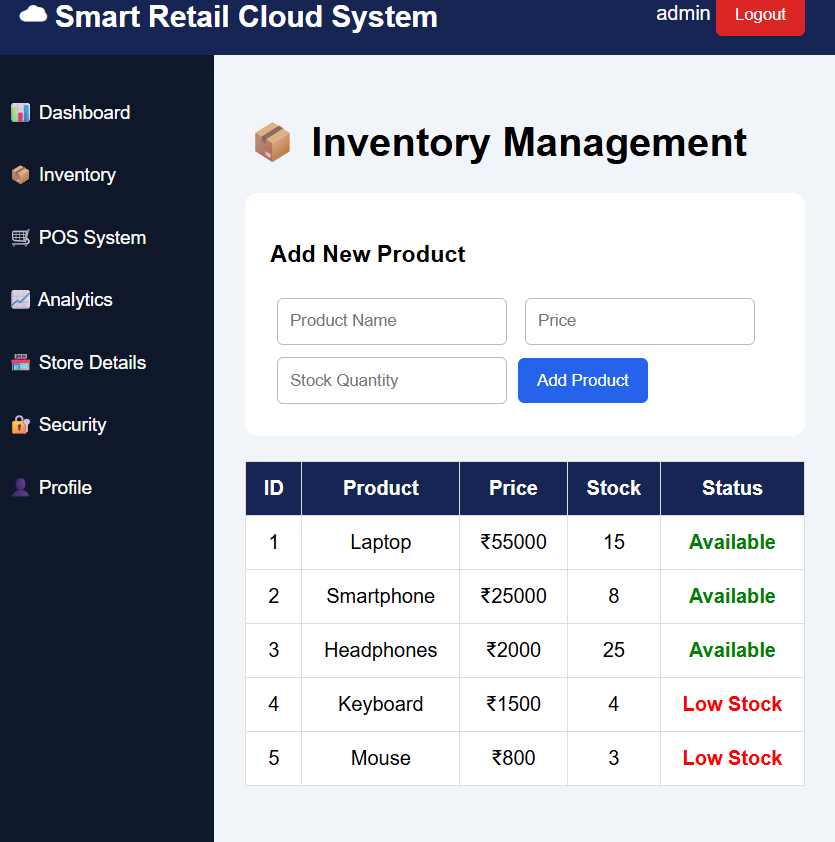 Smart Retail Cloud System
admin Logout
Dashboard
Inventory
POS System
Analytics
Store Details
Security
Profile
Inventory Management
Add New Product
Product Name Price
Stock Quantity Add Product
ID Product Price Stock Status
1 Laptop ₹55000 15 Available
2 Smartphone ₹25000 8 Available
3 Headphones ₹2000 25 Available
4 Keyboard ₹1500 4 Low Stock
5 Mouse ₹800 3 Low Stock